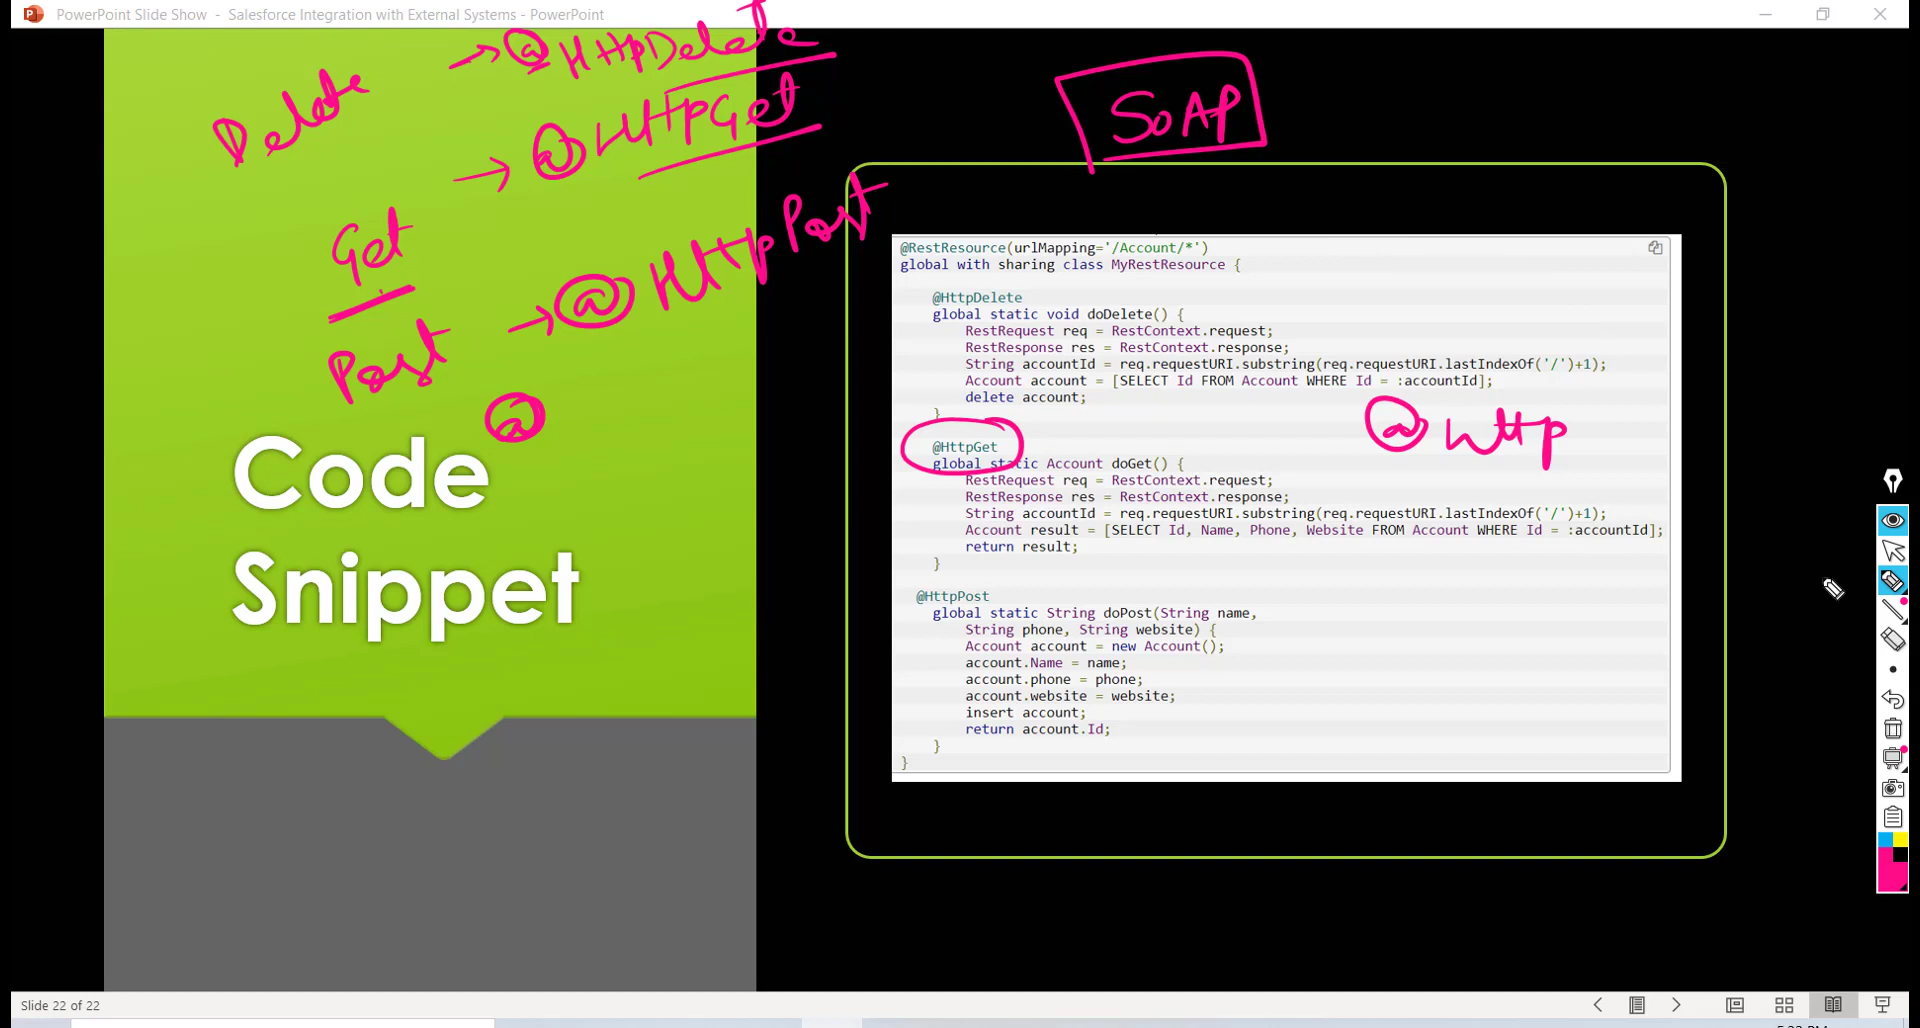 PowerPoint Slide Show - Salesforce Integration with External Systems - PowerPoint
Delete → @HttpDelete
Get → @HttpGet
Post → @HttpPost
@
Code
Snippet
SOAP
@RestResource(urlMapping='/Account/*')
global with sharing class MyRestResource {
@HttpDelete
global static void doDelete() {
RestRequest req = RestContext.request;
RestResponse res = RestContext.response;
String accountId = req.requestURI.substring(req.requestURI.lastIndexOf('/')+1);
Account account = [SELECT Id FROM Account WHERE Id = :accountId];
delete account;
}
@Http
@HttpGet
global static Account doGet() {
RestRequest req = RestContext.request;
RestResponse res = RestContext.response;
String accountId = req.requestURI.substring(req.requestURI.lastIndexOf('/')+1);
Account result = [SELECT Id, Name, Phone, Website FROM Account WHERE Id = :accountId];
return result;
}
@HttpPost
global static String doPost(String name,
String phone, String website) {
Account account = new Account();
account.Name = name;
account.phone = phone;
account.website = website;
insert account;
return account.Id;
}
}
Slide 22 of 22